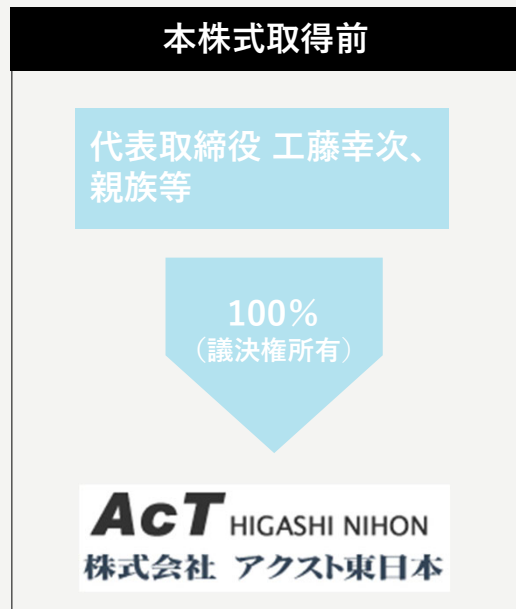 本株式取得前
代表取締役 工藤幸次、
親族等
100%
（議決権所有）
AcT HIGASHI NIHON
株式会社 アクスト東日本